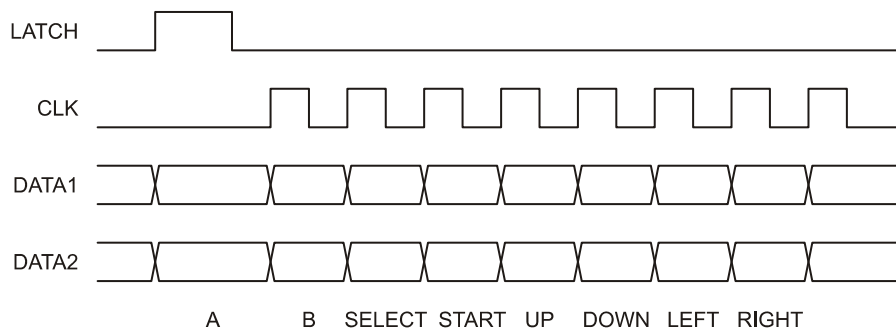 LATCH
CLK
DATA1
DATA2
A B SELECT START UP DOWN LEFT RIGHT